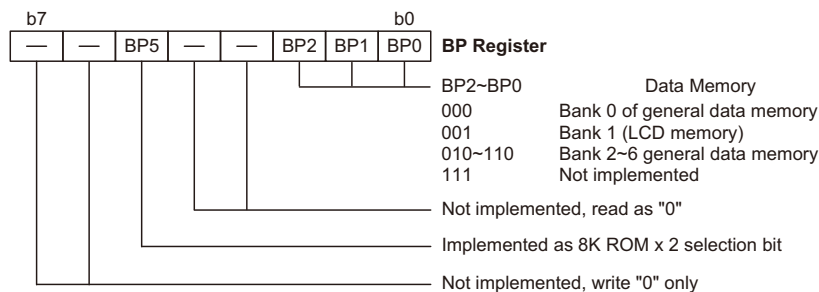 b7 b0
— — BP5 — — BP2 BP1 BP0 BP Register
BP2~BP0 Data Memory
000 Bank 0 of general data memory
001 Bank 1 (LCD memory)
010~110 Bank 2~6 general data memory
111 Not implemented
Not implemented, read as "0"
Implemented as 8K ROM x 2 selection bit
Not implemented, write "0" only